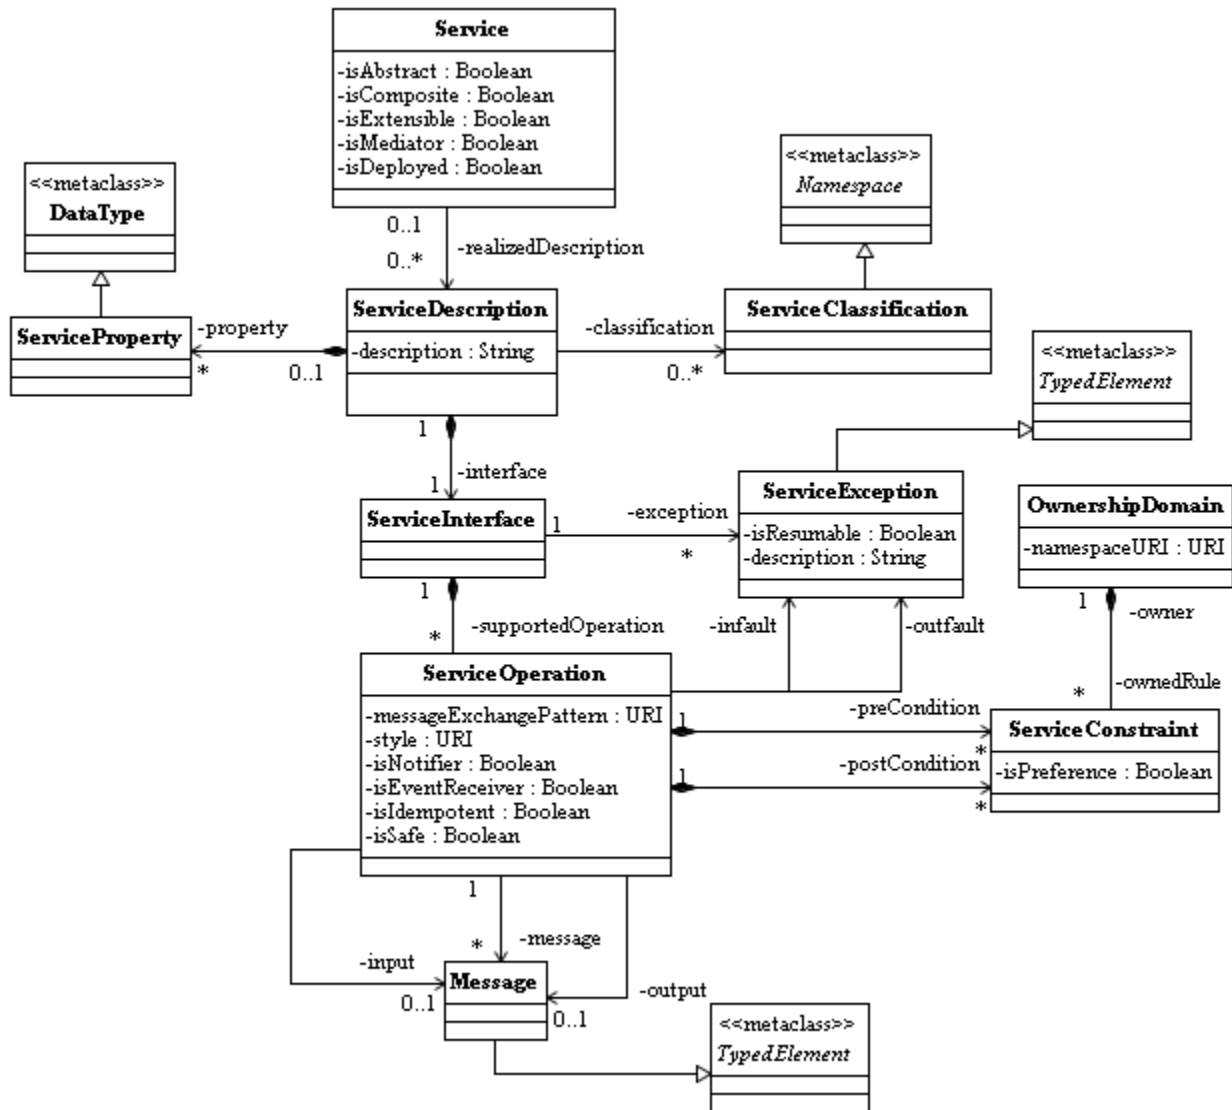 Service
-isAbstract : Boolean
-isComposite : Boolean
-isExtensible : Boolean
-isMediator : Boolean
-isDeployed : Boolean
<<metaclass>>
DataType
<<metaclass>>
Namespace
0..1
0..*
-realizedDescription
ServiceProperty
-property
*
0..1
ServiceDescription
-description : String
-classification
0..*
ServiceClassification
<<metaclass>>
TypedElement
1
1
-interface
ServiceInterface
1
-exception
*
ServiceException
-isResumable : Boolean
-description : String
OwnershipDomain
-namespaceURI : URI
1
*
-supportedOperation
-infault
-outfault
1
-owner
*
-ownedRule
ServiceOperation
-messageExchangePattern : URI
-style : URI
-isNotifier : Boolean
-isEventReceiver : Boolean
-isIdempotent : Boolean
-isSafe : Boolean
1
-preCondition
*
1
-postCondition
*
ServiceConstraint
-isPreference : Boolean
1
*
-message
-input
0..1
Message
-output
0..1
<<metaclass>>
TypedElement